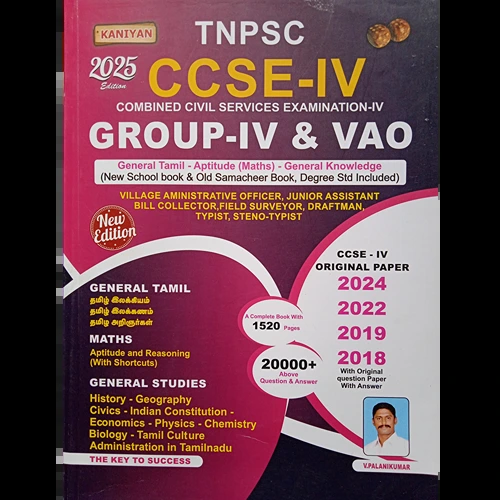 KANIYAN
TNPSC
2025
Edition
CCSE-IV
COMBINED CIVIL SERVICES EXAMINATION-IV
GROUP-IV & VAO
General Tamil - Aptitude (Maths) - General Knowledge
(New School book & Old Samacheer Book, Degree Std Included)
VILLAGE AMINISTRATIVE OFFICER, JUNIOR ASSISTANT
BILL COLLECTOR,FIELD SURVEYOR, DRAFTMAN,
TYPIST, STENO-TYPIST
New
Edition
GENERAL TAMIL
தமிழ் இலக்கியம்
தமிழ் இலக்கணம்
தமிழ அறிஞர்கள்
MATHS
Aptitude and Reasoning
(With Shortcuts)
GENERAL STUDIES
History - Geography
Civics - Indian Constitution -
Economics - Physics - Chemistry
Biology - Tamil Culture
Administration in Tamilnadu
THE KEY TO SUCCESS
A Complete Book With
1520 Pages
20000+
Above
Question & Answer
CCSE - IV
ORIGINAL PAPER
2024
2022
2019
2018
With Original
question Paper
With Answer
V.PALANIKUMAR